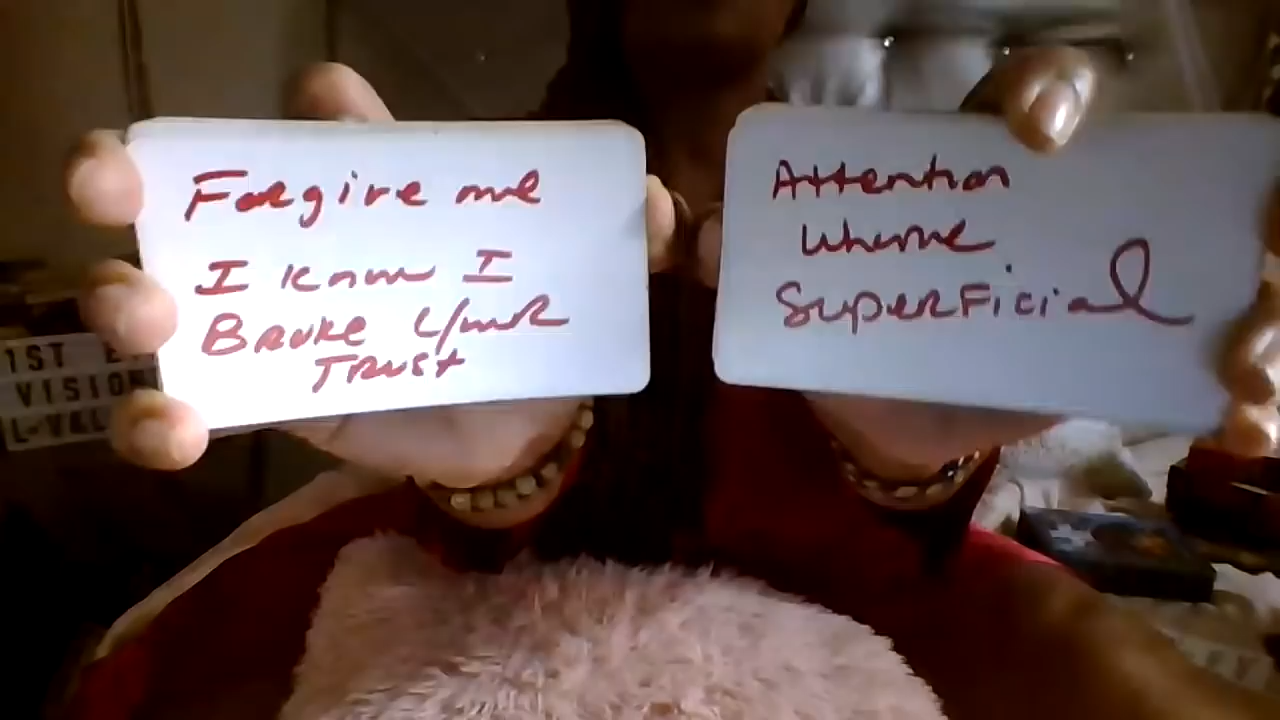 Forgive me
I know I
Broke your
Trust
Attention
Whore
Superficial
1ST
VISION